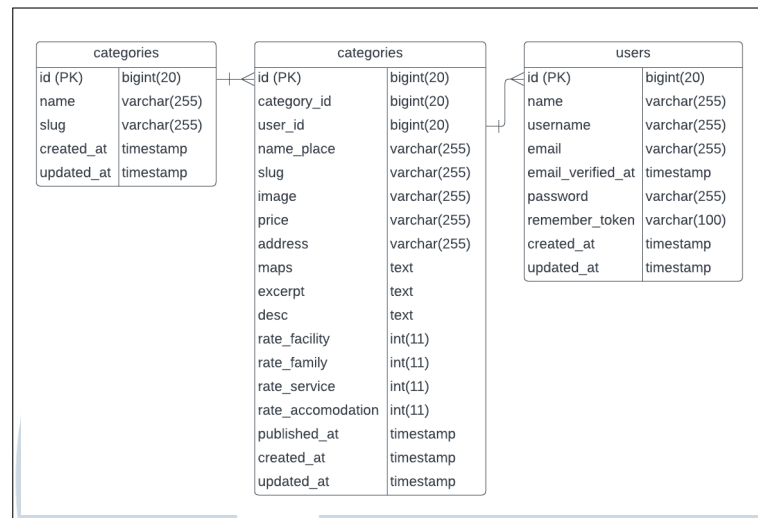 categories
id (PK) bigint(20)
name varchar(255)
slug varchar(255)
created_at timestamp
updated_at timestamp
categories
id (PK) bigint(20)
category_id bigint(20)
user_id bigint(20)
name_place varchar(255)
slug varchar(255)
image varchar(255)
price varchar(255)
address varchar(255)
maps text
excerpt text
desc text
rate_facility int(11)
rate_family int(11)
rate_service int(11)
rate_accomodation int(11)
published_at timestamp
created_at timestamp
updated_at timestamp
users
id (PK) bigint(20)
name varchar(255)
username varchar(255)
email varchar(255)
email_verified_at timestamp
password varchar(255)
remember_token varchar(100)
created_at timestamp
updated_at timestamp